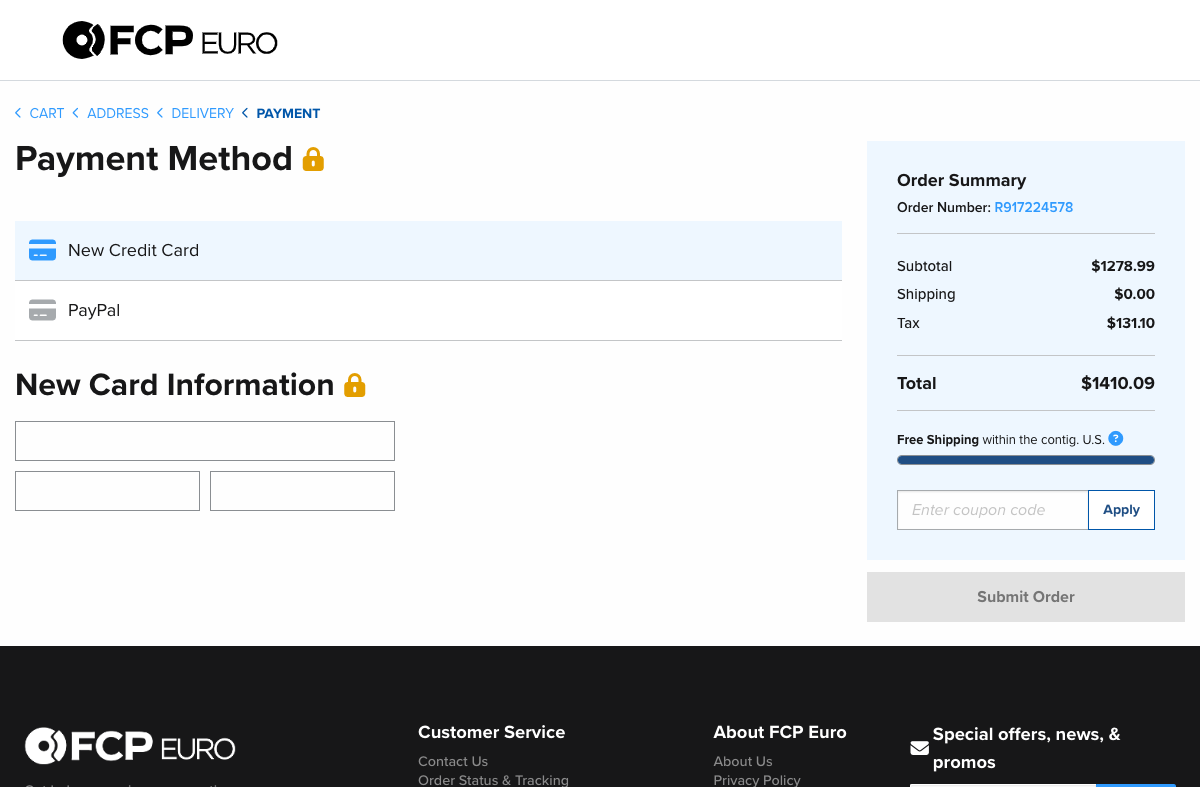 FCP EURO
CART ADDRESS DELIVERY PAYMENT
Payment Method
New Credit Card
PayPal
New Card Information
Order Summary
Order Number: R917224578
Subtotal $1278.99
Shipping $0.00
Tax $131.10
Total $1410.09
Free Shipping within the contig. U.S. ?
Enter coupon code Apply
Submit Order
FCP EURO
Customer Service
Contact Us
Order Status & Tracking
About FCP Euro
About Us
Privacy Policy
Special offers, news, &
promos